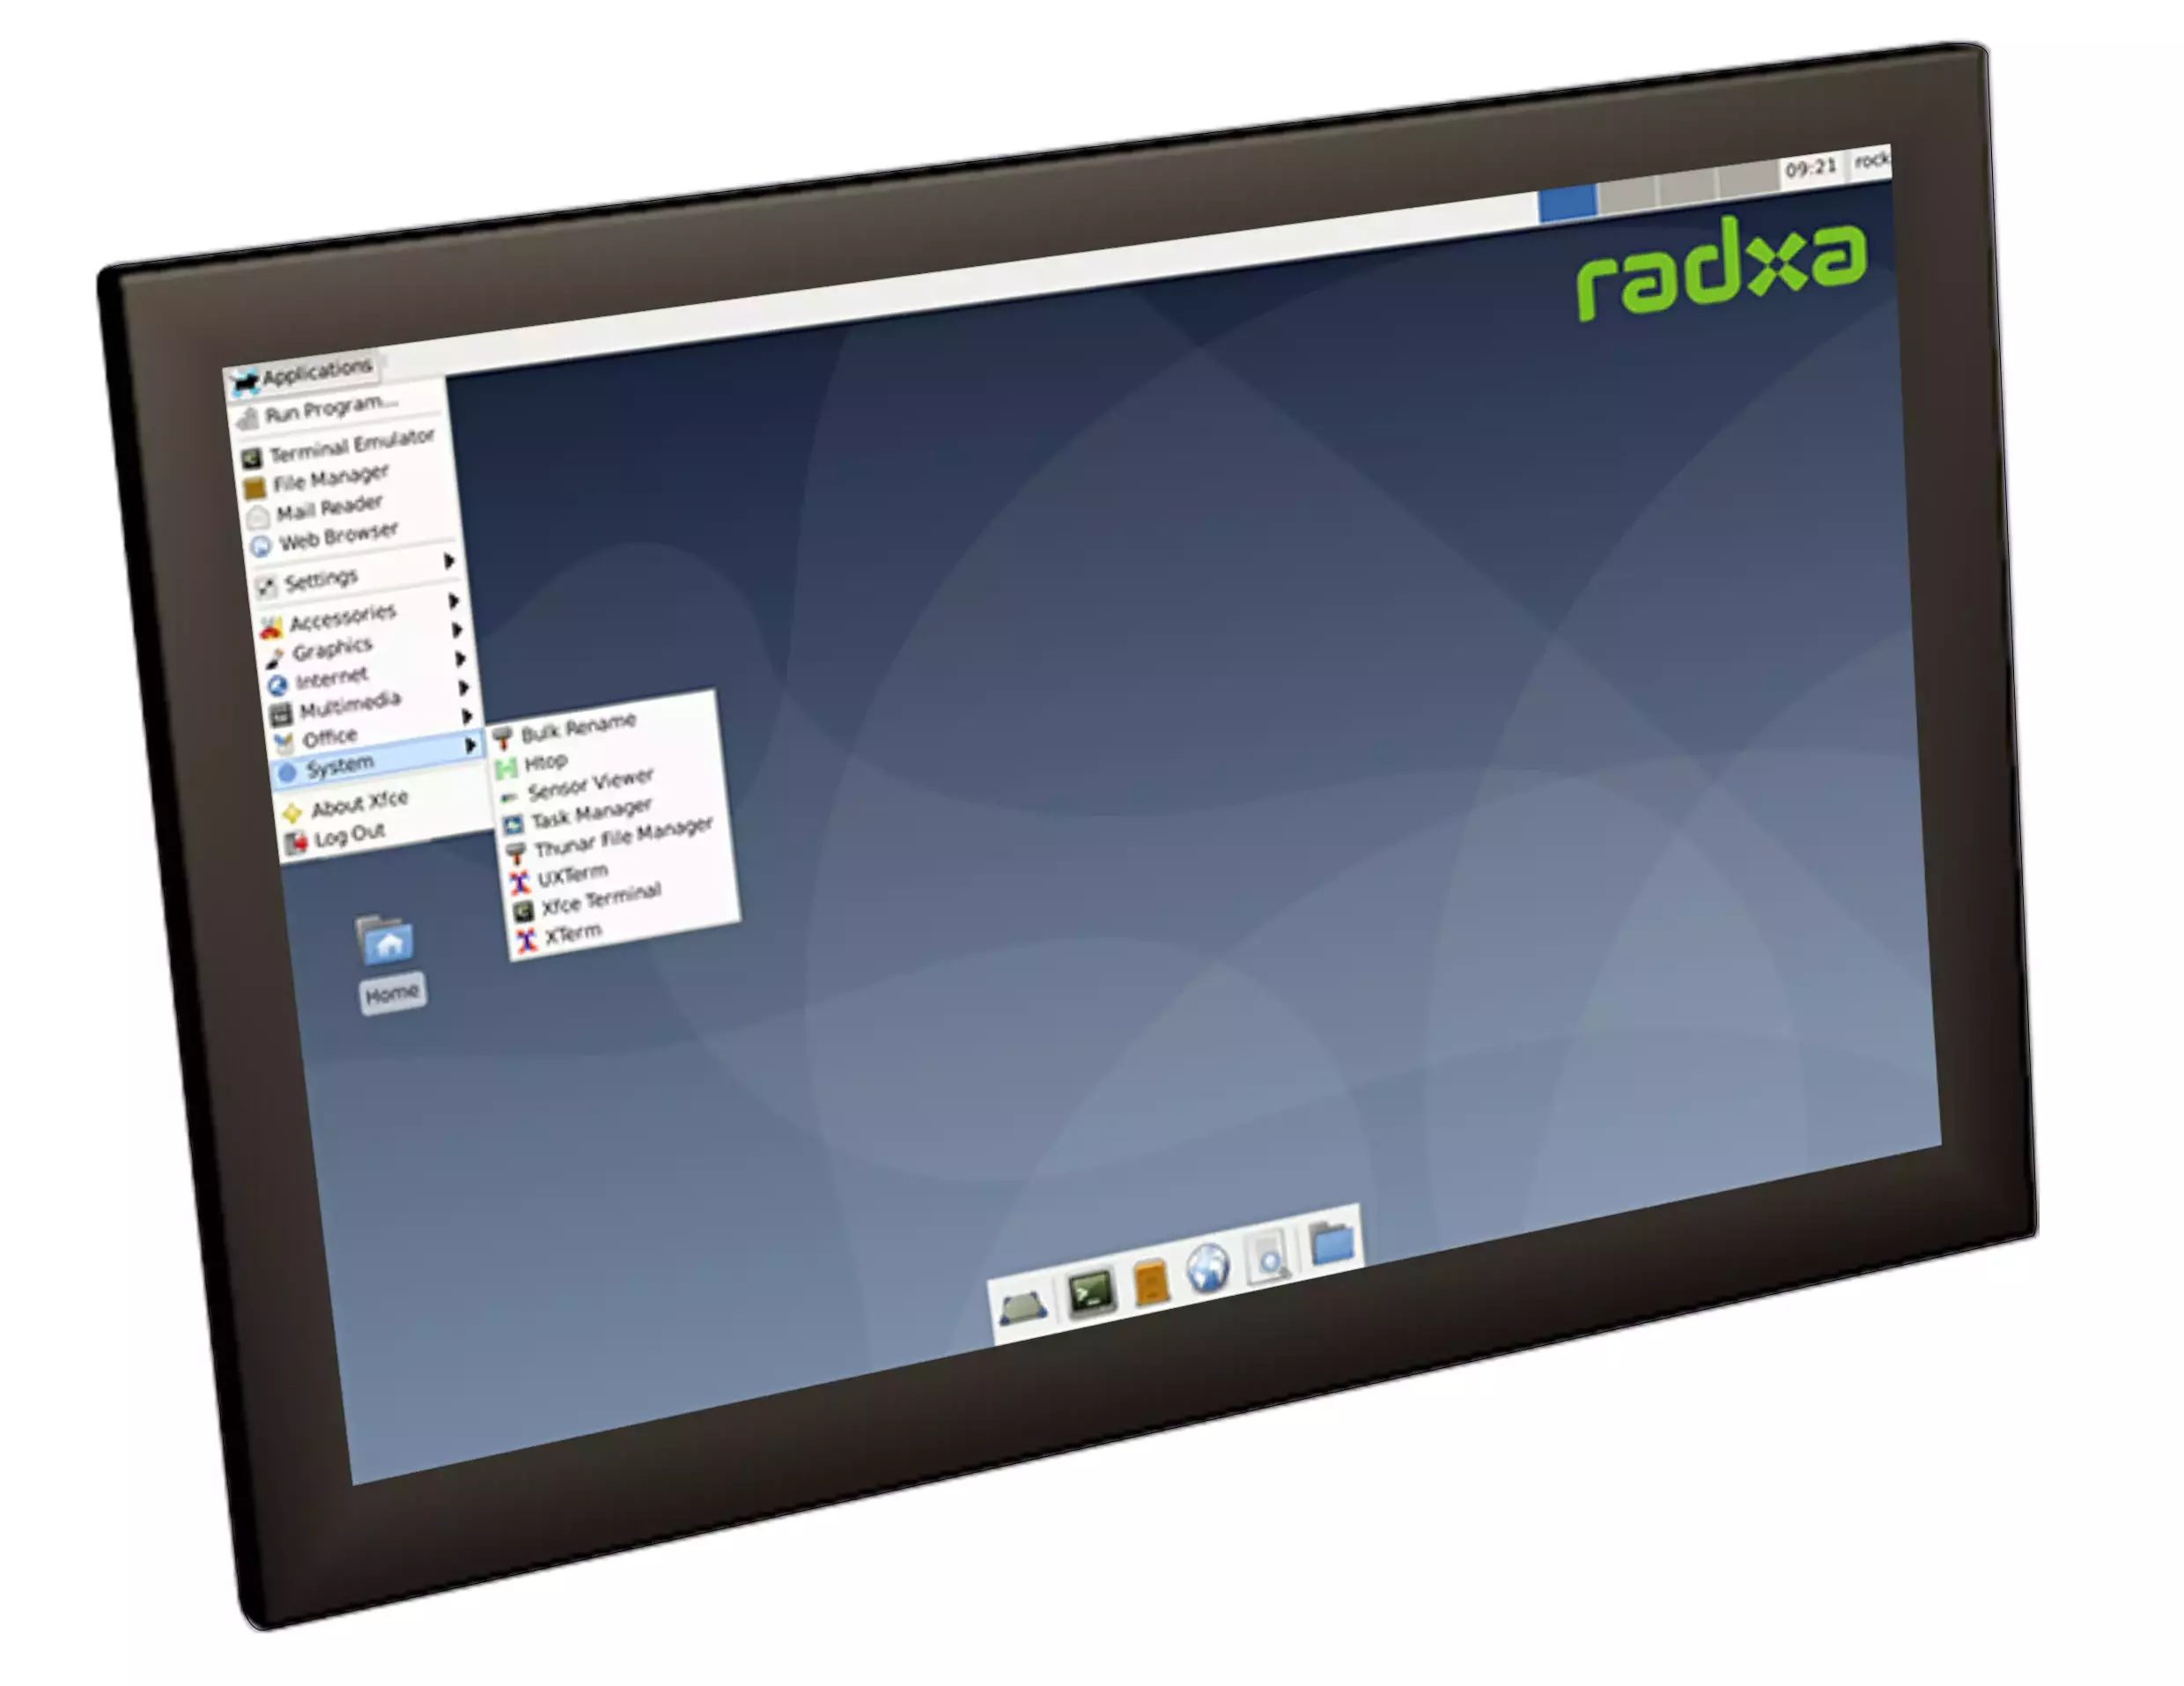 Applications
09:21
rock
radxa
Run Program...
Terminal Emulator
File Manager
Mail Reader
Web Browser
Settings
Accessories
Graphics
Internet
Multimedia
Office
System
About Xfce
Log Out
Bulk Rename
Htop
Sensor Viewer
Task Manager
Thunar File Manager
UXTerm
Xfce Terminal
XTerm
Home